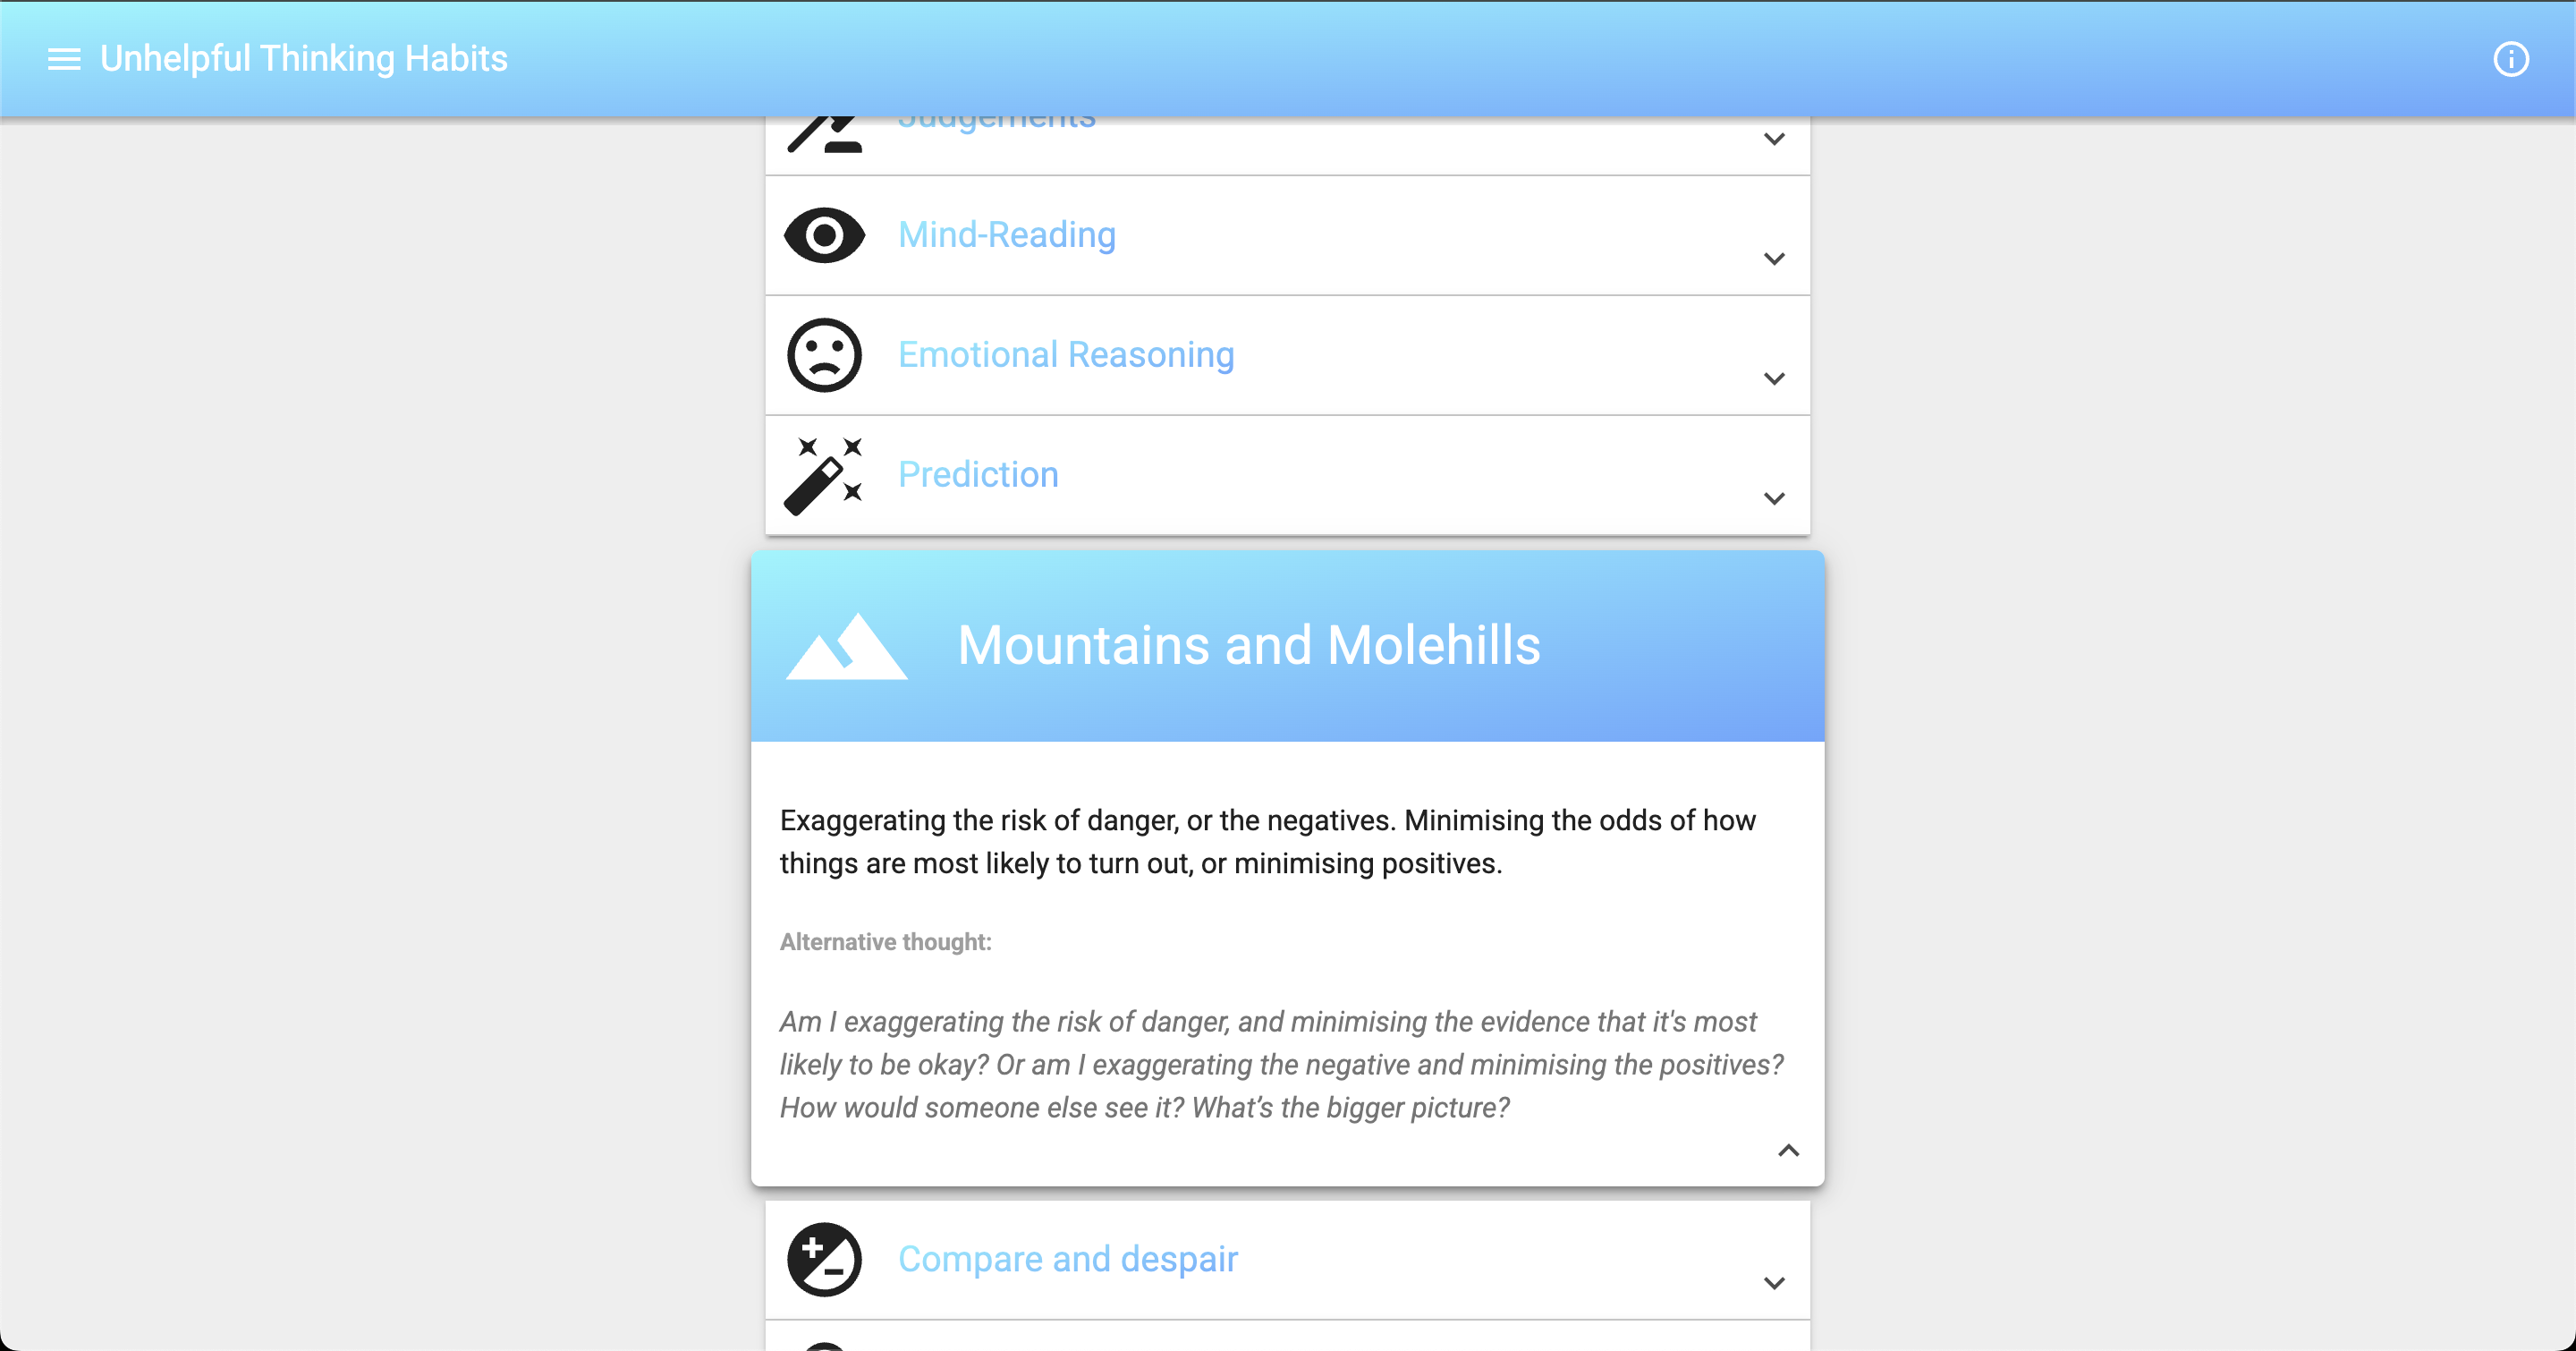 Unhelpful Thinking Habits
Judgements
Mind-Reading
Emotional Reasoning
Prediction
Mountains and Molehills
Exaggerating the risk of danger, or the negatives. Minimising the odds of how
things are most likely to turn out, or minimising positives.
Alternative thought:
Am I exaggerating the risk of danger, and minimising the evidence that it's most
likely to be okay? Or am I exaggerating the negative and minimising the positives?
How would someone else see it? What’s the bigger picture?
Compare and despair